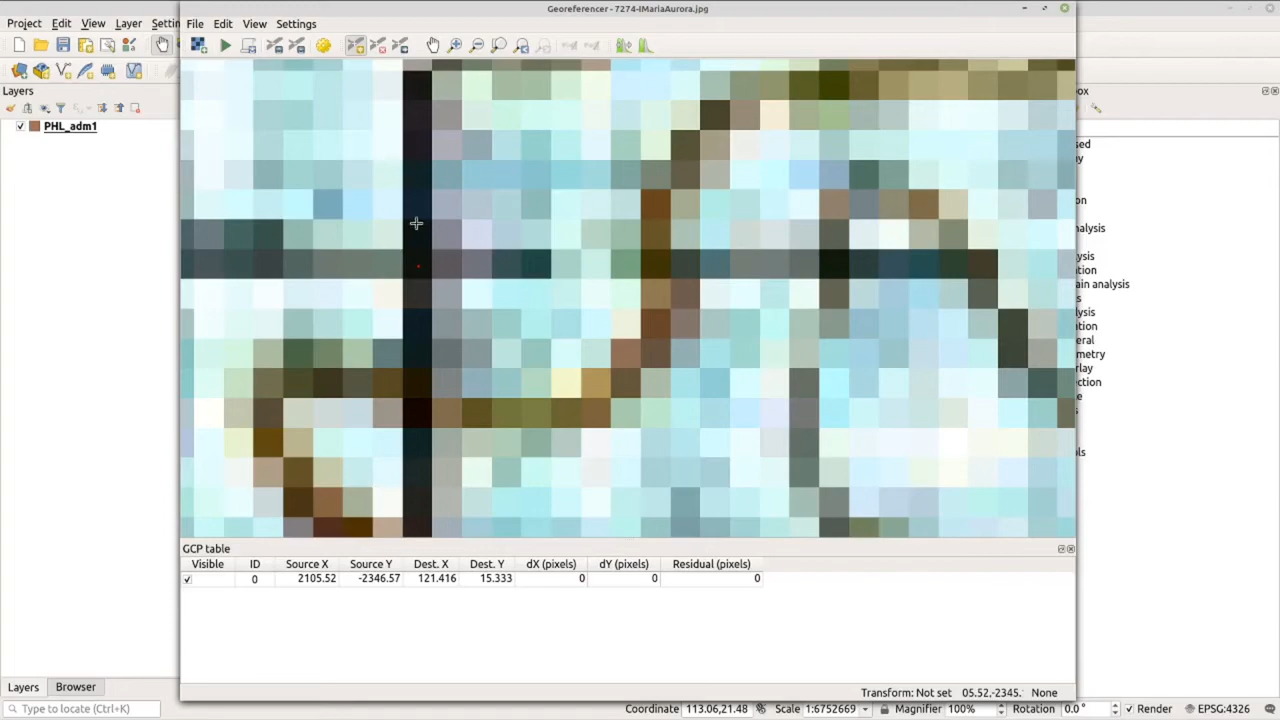 Georeferencer - 7274-IMariaAurora.jpg
Project Edit View Layer
File Edit View Settings
Layers
PHL_adm1
GCP table
Visible ID Source X Source Y Dest. X Dest. Y dX (pixels) dY (pixels) Residual (pixels)
0 2105.52 -2346.57 121.416 15.333 0 0 0
Transform: Not set 05.52,-2345. None
Layers Browser
Type to locate (Ctrl+K) Coordinate 113.06,21.48 Scale 1:6752669 Magnifier 100% Rotation 0.0 ° Render EPSG:4326